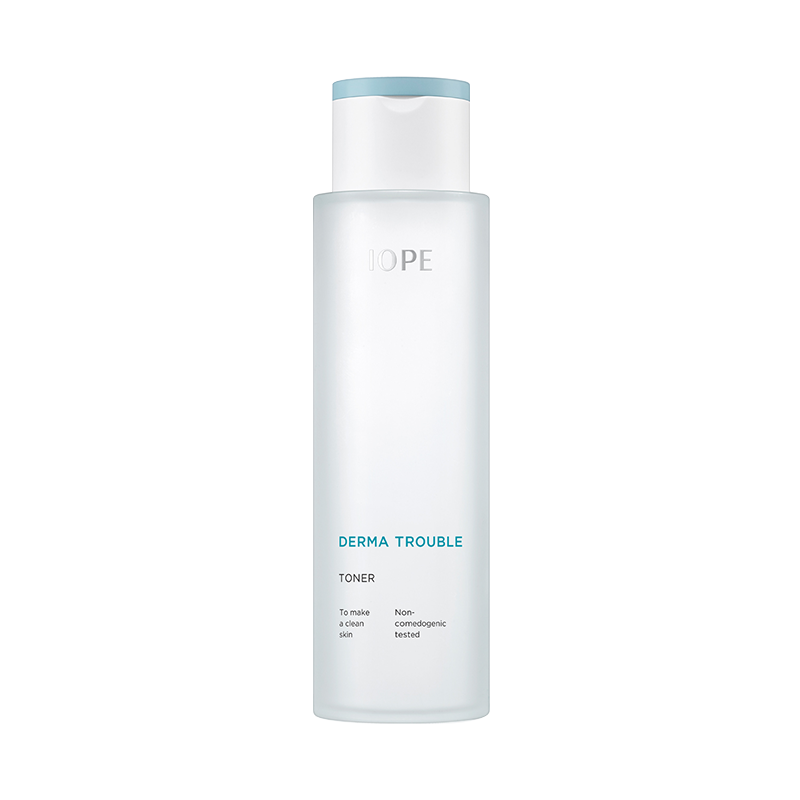 IOPE
DERMA TROUBLE
TONER
To make
a clean
skin
Non-
comedogenic
tested